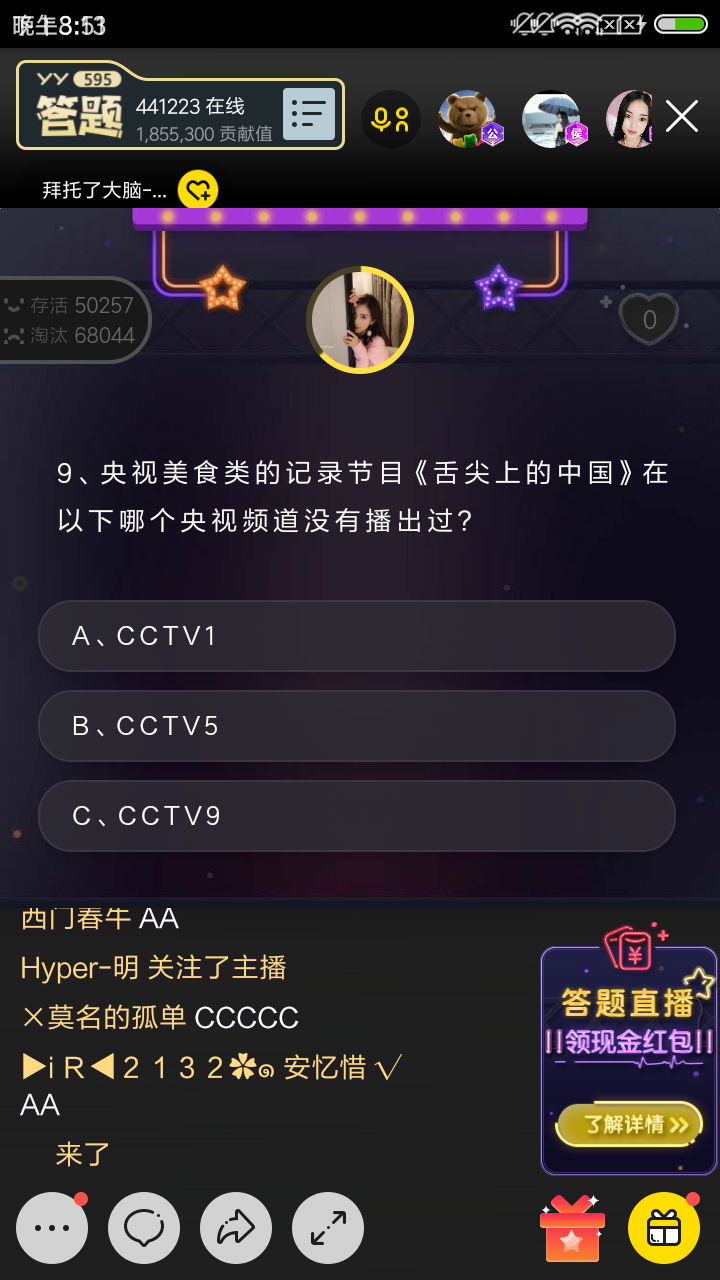 8:53
YY 595
答题
441223 在线
1,855,300 贡献值
公
侯
拜托了大脑-...
存活 50257
淘汰 68044
0
9、央视美食类的记录节目《舌尖上的中国》在
以下哪个央视频道没有播出过?
A、CCTV1
B、CCTV5
C、CCTV9
西门春牛 AA
Hyper-明 关注了主播
×莫名的孤单 CCCCC
▶i R◀2 1 3 2✽๑ 安忆惜 √
AA
来了
¥
答题直播
领现金红包
了解详情 >>